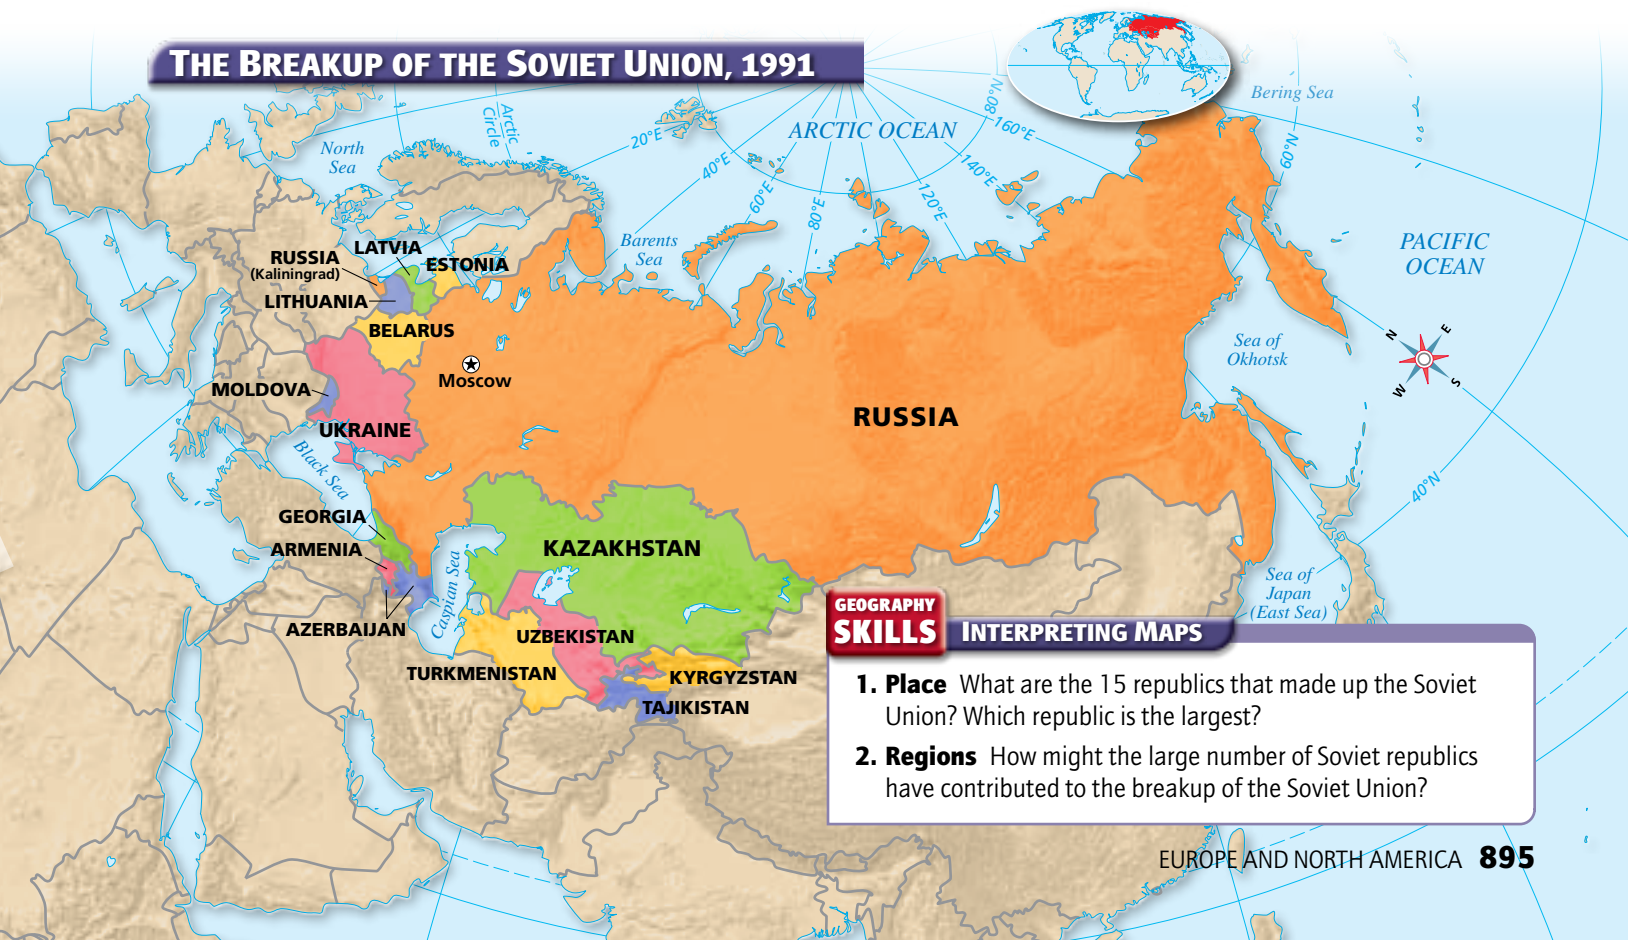 THE BREAKUP OF THE SOVIET UNION, 1991
Bering Sea
ARCTIC OCEAN
Arctic
Circle
North
Sea
20°E
40°E
60°E
80°E
120°E
140°E
160°E
80°N
60°N
Barents
Sea
PACIFIC
OCEAN
LATVIA
RUSSIA
(Kaliningrad)
ESTONIA
LITHUANIA
BELARUS
Moscow
MOLDOVA
UKRAINE
RUSSIA
Sea of
Okhotsk
N
E
W
S
40°N
Black Sea
GEORGIA
ARMENIA
AZERBAIJAN
Caspian Sea
KAZAKHSTAN
UZBEKISTAN
TURKMENISTAN
KYRGYZSTAN
TAJIKISTAN
Sea of
Japan
(East Sea)
GEOGRAPHY
SKILLS
INTERPRETING MAPS
1. Place What are the 15 republics that made up the Soviet
Union? Which republic is the largest?
2. Regions How might the large number of Soviet republics
have contributed to the breakup of the Soviet Union?
EUROPE AND NORTH AMERICA 895